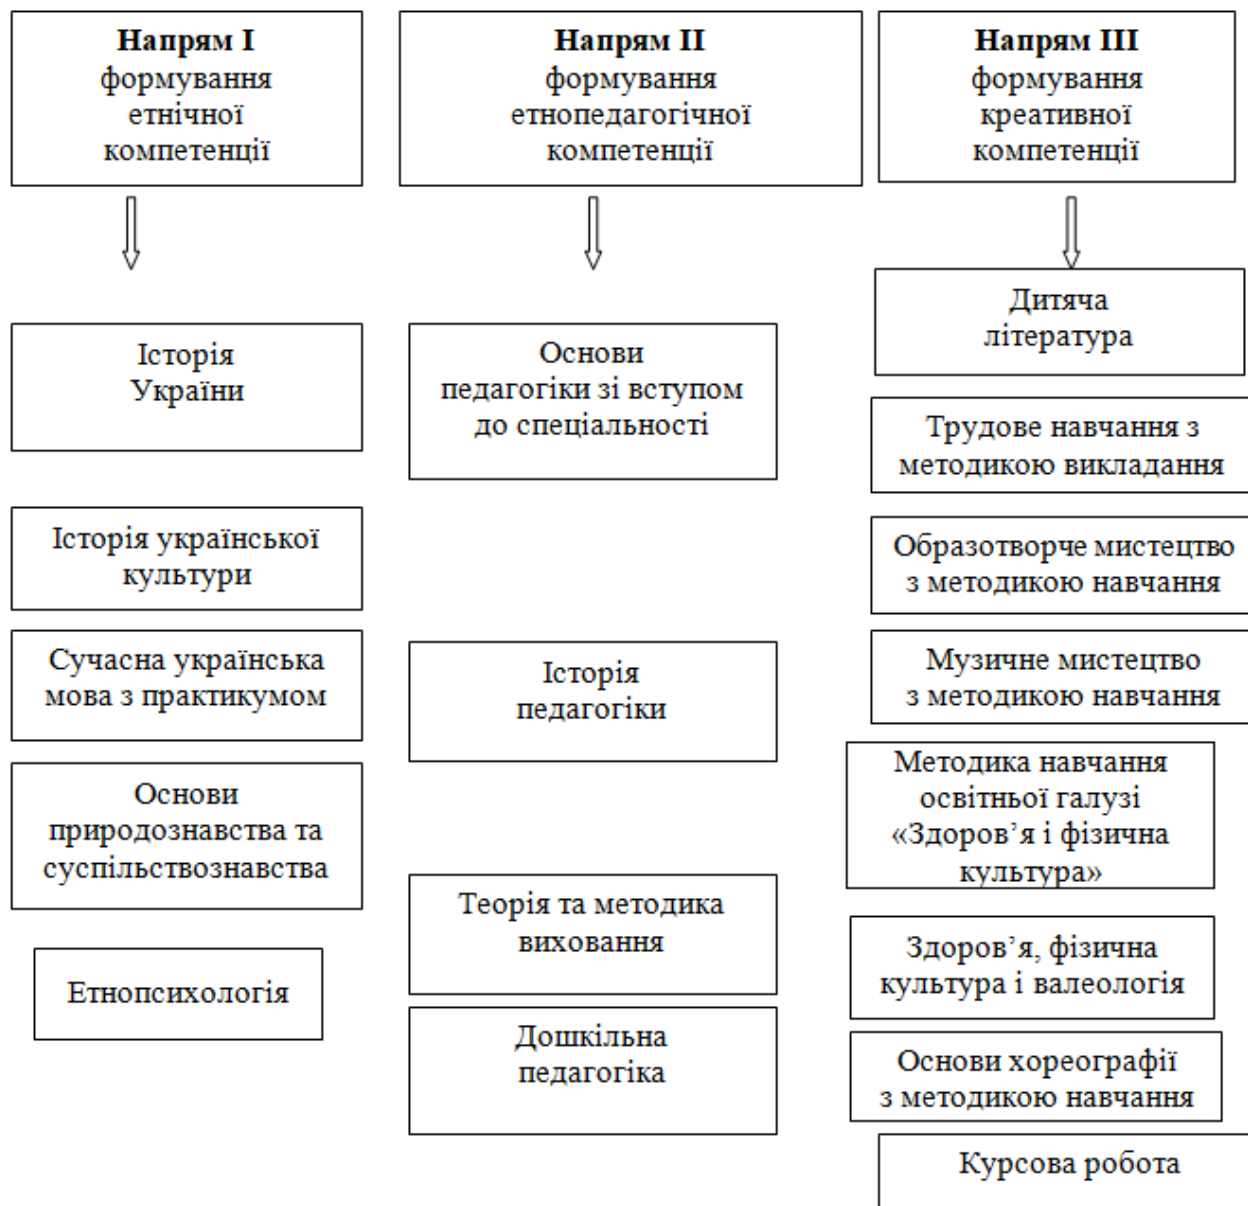 Напрям І
формування
етнічної
компетенції
Напрям ІІ
формування
етнопедагогічної
компетенції
Напрям ІІІ
формування
креативної
компетенції
Історія
України
Історія української
культури
Сучасна українська
мова з практикумом
Основи
природознавства та
суспільствознавства
Етнопсихологія
Основи
педагогіки зі вступом
до спеціальності
Історія
педагогіки
Теорія та методика
виховання
Дошкільна
педагогіка
Дитяча
література
Трудове навчання з
методикою викладання
Образотворче мистецтво
з методикою навчання
Музичне мистецтво
з методикою навчання
Методика навчання
освітньої галузі
«Здоров’я і фізична
культура»
Здоров’я, фізична
культура і валеологія
Основи хореографії
з методикою навчання
Курсова робота